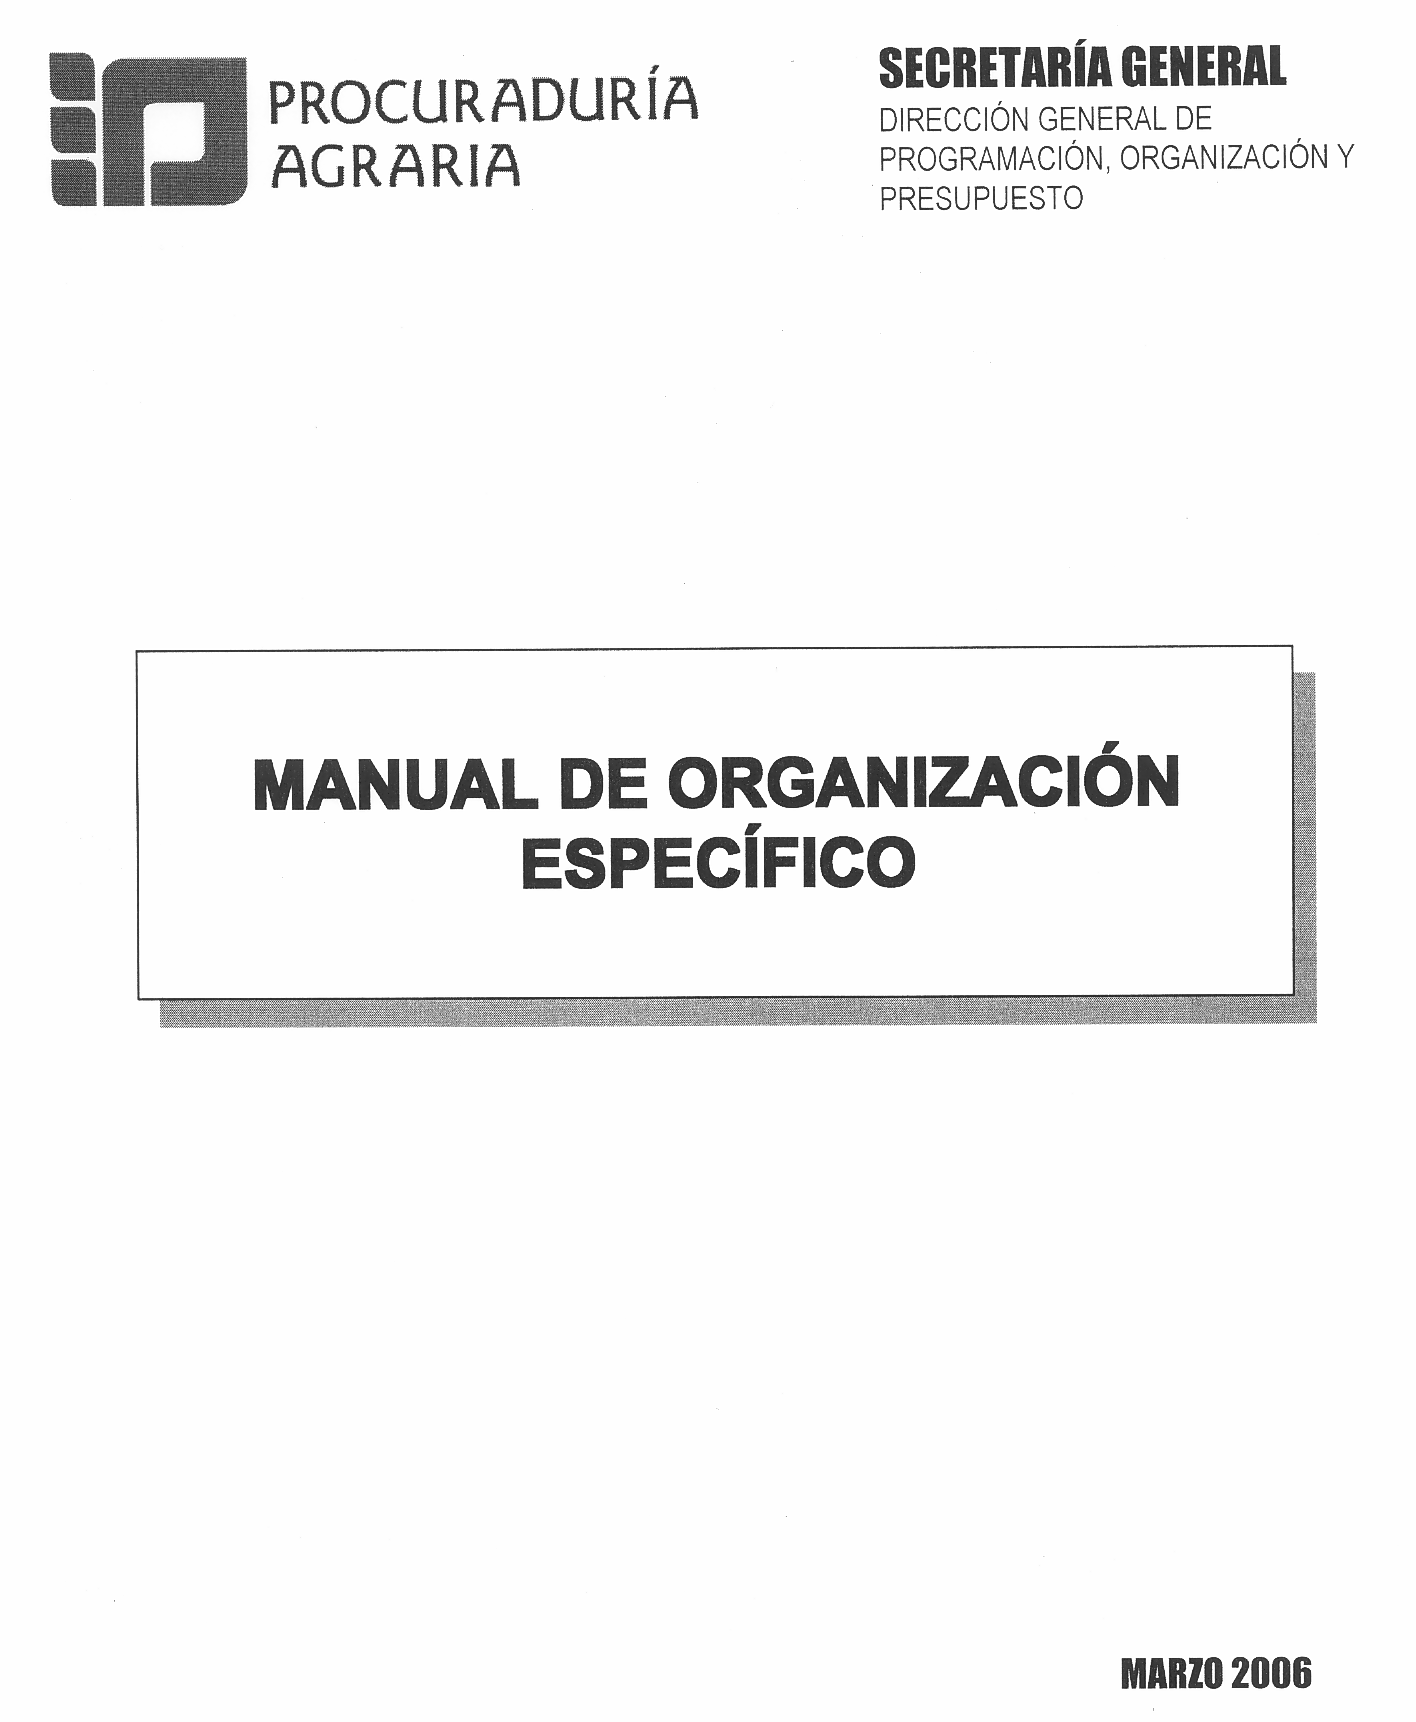 PROCURADURÍA
AGRARIA
SECRETARÍA GENERAL
DIRECCIÓN GENERAL DE
PROGRAMACIÓN, ORGANIZACIÓN Y
PRESUPUESTO
MANUAL DE ORGANIZACIÓN
ESPECÍFICO
MARZO 2006